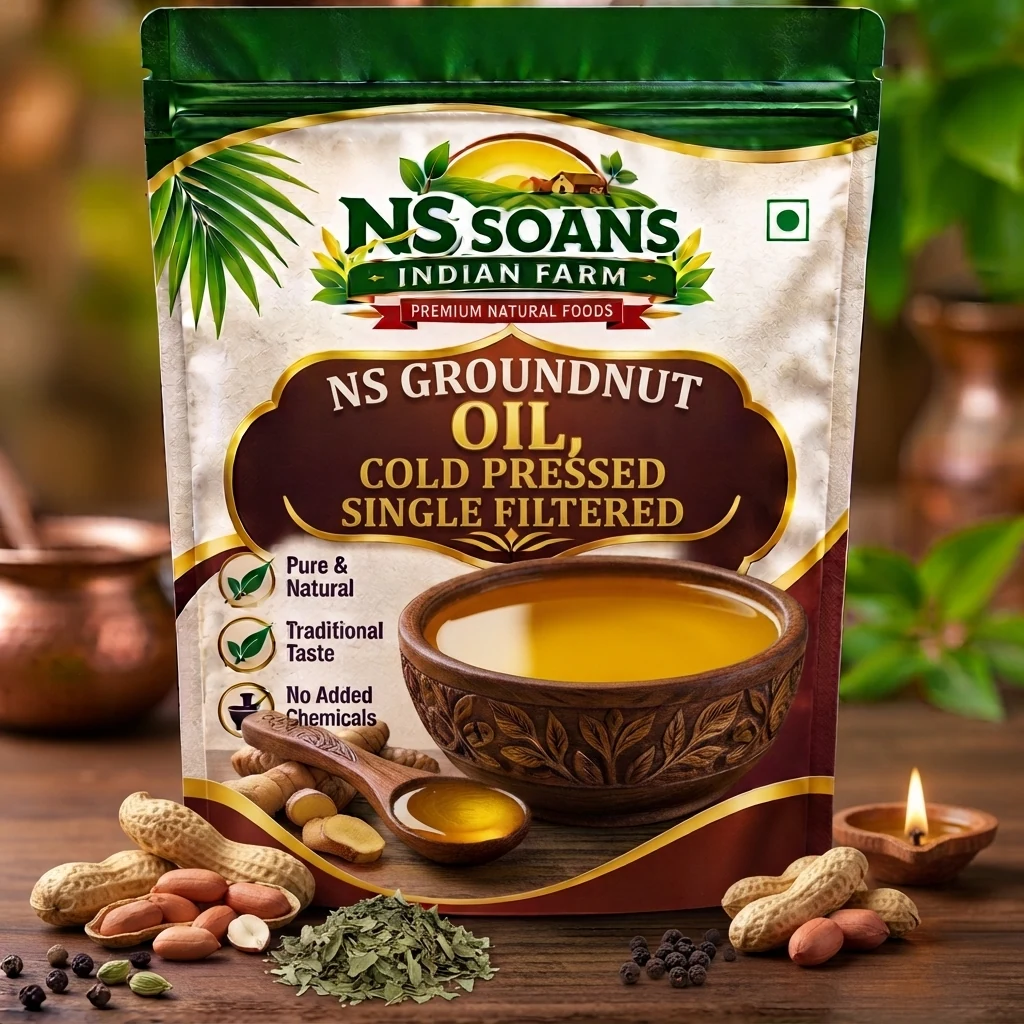 NS SOANS
INDIAN FARM
PREMIUM NATURAL FOODS
NS GROUNDNUT
OIL,
COLD PRESSED
SINGLE FILTERED
Pure &
Natural
Traditional
Taste
No Added
Chemicals